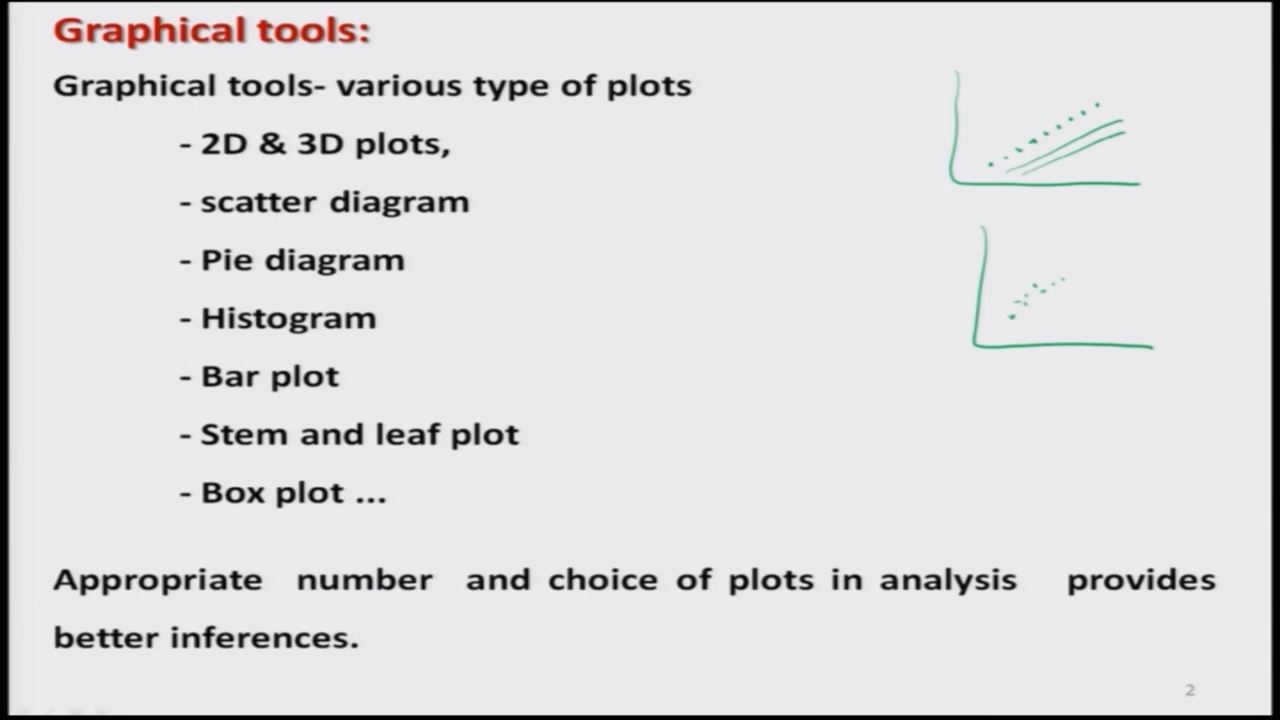 Graphical tools:
Graphical tools- various type of plots
- 2D & 3D plots,
- scatter diagram
- Pie diagram
- Histogram
- Bar plot
- Stem and leaf plot
- Box plot ...
Appropriate number and choice of plots in analysis provides
better inferences.
2